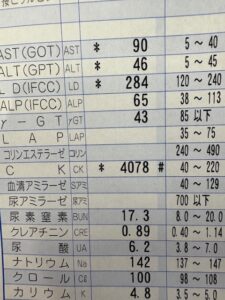 AST(GOT) AST * 90 5 ～ 40
ALT(GPT) ALT * 46 5 ～ 45
L D(IFCC) LD * 284 120 ～ 240
ALP(IFCC) ALP 65 38 ～ 113
γ－GT γGT 43 85 以下
L A P LAP 35 ～ 75
コリンエステラーゼ コリン 240 ～ 490
C K CK * 4078 # 40 ～ 220
血清アミラーゼ Sアミ 40 ～ 129
尿アミラーゼ 尿アミ 700 以下
尿素窒素 BUN 17.3 8.0 ～ 20.0
クレアチニン CRE 0.89 0.40 ～ 1.14
尿 酸 UA 6.2 3.8 ～ 7.0
ナトリウム Na 142 137 ～ 147
クロール Cℓ 100 98 ～ 108
カリウム K 4.8 3.5 ～ 5.0